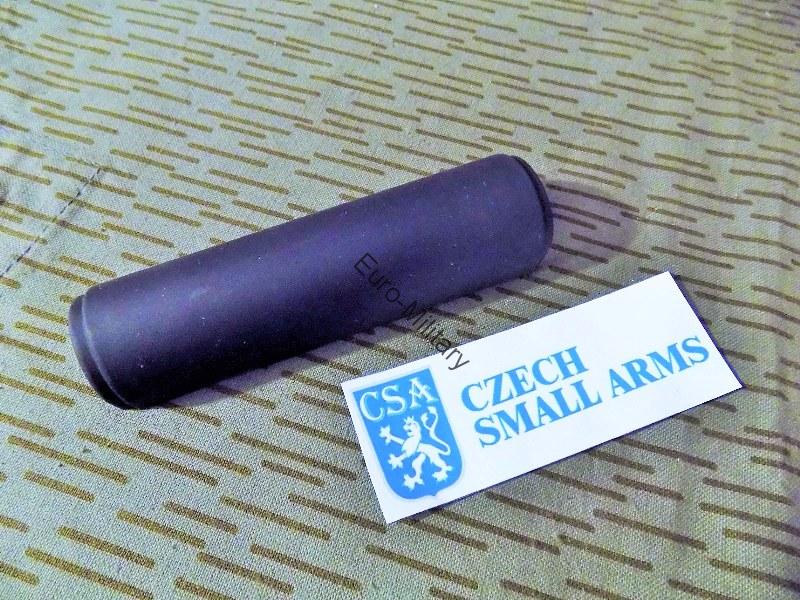 Euro-Military
CSA
CZECH
SMALL ARMS